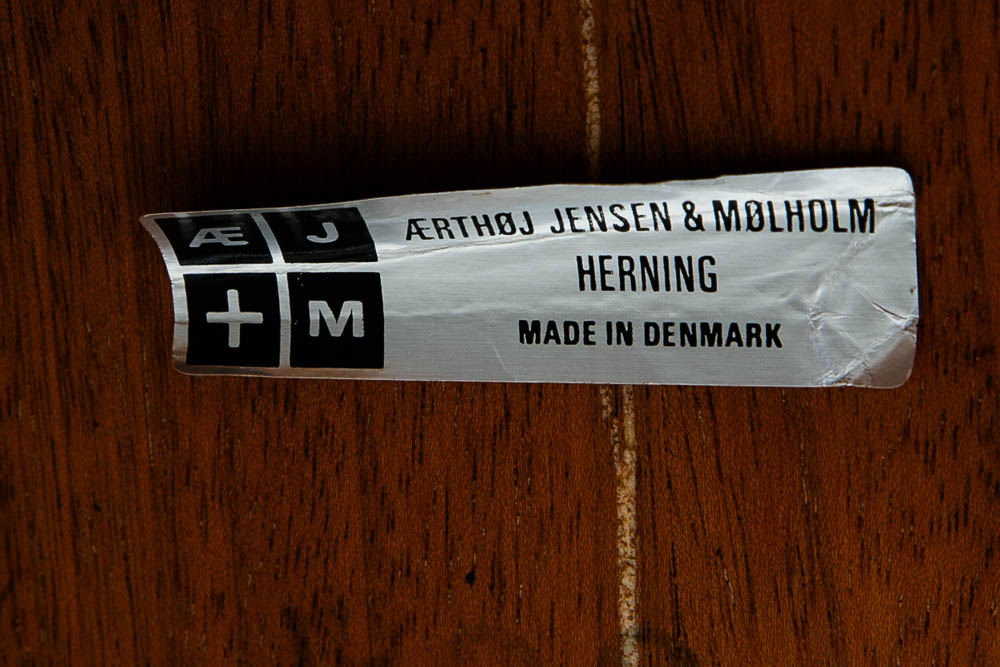 Æ J
+ M
ÆRTHØJ JENSEN & MØLHOLM
HERNING
MADE IN DENMARK